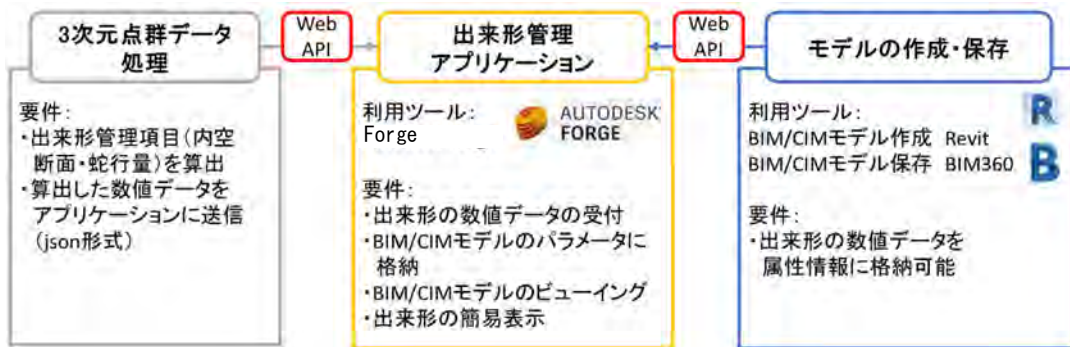 3次元点群データ
処理
Web
API
出来形管理
アプリケーション
Web
API
モデルの作成・保存
要件：
・出来形管理項目（内空
断面・蛇行量）を算出
・算出した数値データを
アプリケーションに送信
（json形式）
利用ツール：
Forge
AUTODESK
FORGE
要件：
・出来形の数値データの受付
・BIM/CIMモデルのパラメータに
格納
・BIM/CIMモデルのビューイング
・出来形の簡易表示
利用ツール：
BIM/CIMモデル作成 Revit
BIM/CIMモデル保存 BIM360
R
B
要件：
・出来形の数値データを
属性情報に格納可能